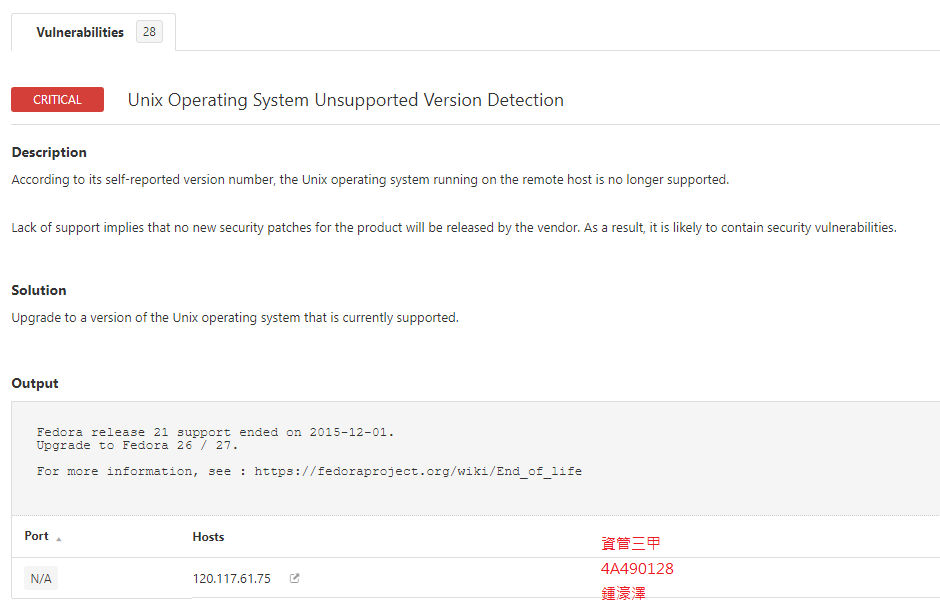 Vulnerabilities 28
CRITICAL Unix Operating System Unsupported Version Detection
Description
According to its self-reported version number, the Unix operating system running on the remote host is no longer supported.
Lack of support implies that no new security patches for the product will be released by the vendor. As a result, it is likely to contain security vulnerabilities.
Solution
Upgrade to a version of the Unix operating system that is currently supported.
Output
Fedora release 21 support ended on 2015-12-01.
Upgrade to Fedora 26 / 27.
For more information, see : https://fedoraproject.org/wiki/End_of_life
Port Hosts
資管三甲
4A490128
N/A 120.117.61.75
鍾濠澤